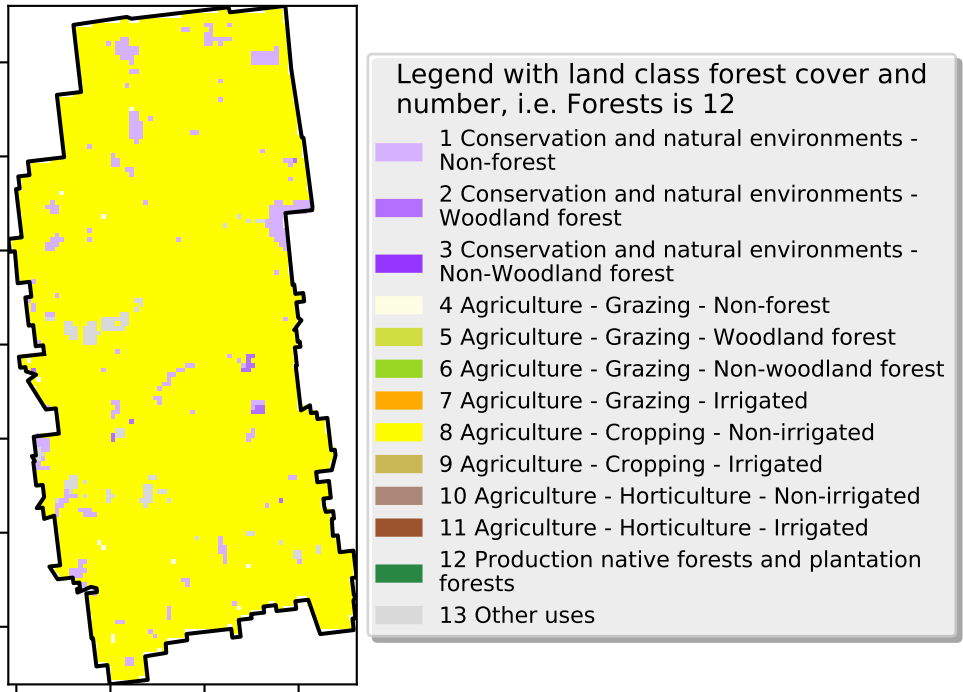 Legend with land class forest cover and
number, i.e. Forests is 12
1 Conservation and natural environments -
Non-forest
2 Conservation and natural environments -
Woodland forest
3 Conservation and natural environments -
Non-Woodland forest
4 Agriculture - Grazing - Non-forest
5 Agriculture - Grazing - Woodland forest
6 Agriculture - Grazing - Non-woodland forest
7 Agriculture - Grazing - Irrigated
8 Agriculture - Cropping - Non-irrigated
9 Agriculture - Cropping - Irrigated
10 Agriculture - Horticulture - Non-irrigated
11 Agriculture - Horticulture - Irrigated
12 Production native forests and plantation
forests
13 Other uses